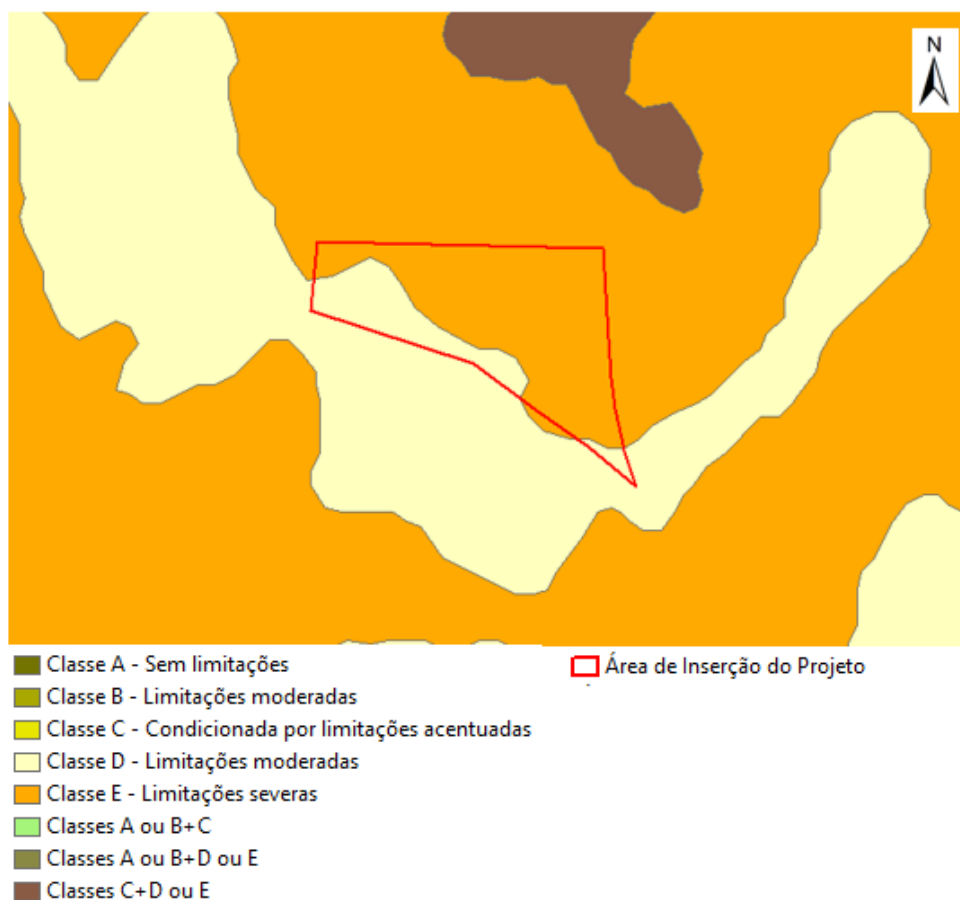 N
Classe A - Sem limitações
Área de Inserção do Projeto
Classe B - Limitações moderadas
Classe C - Condicionada por limitações acentuadas
Classe D - Limitações moderadas
Classe E - Limitações severas
Classes A ou B+C
Classes A ou B+D ou E
Classes C+D ou E